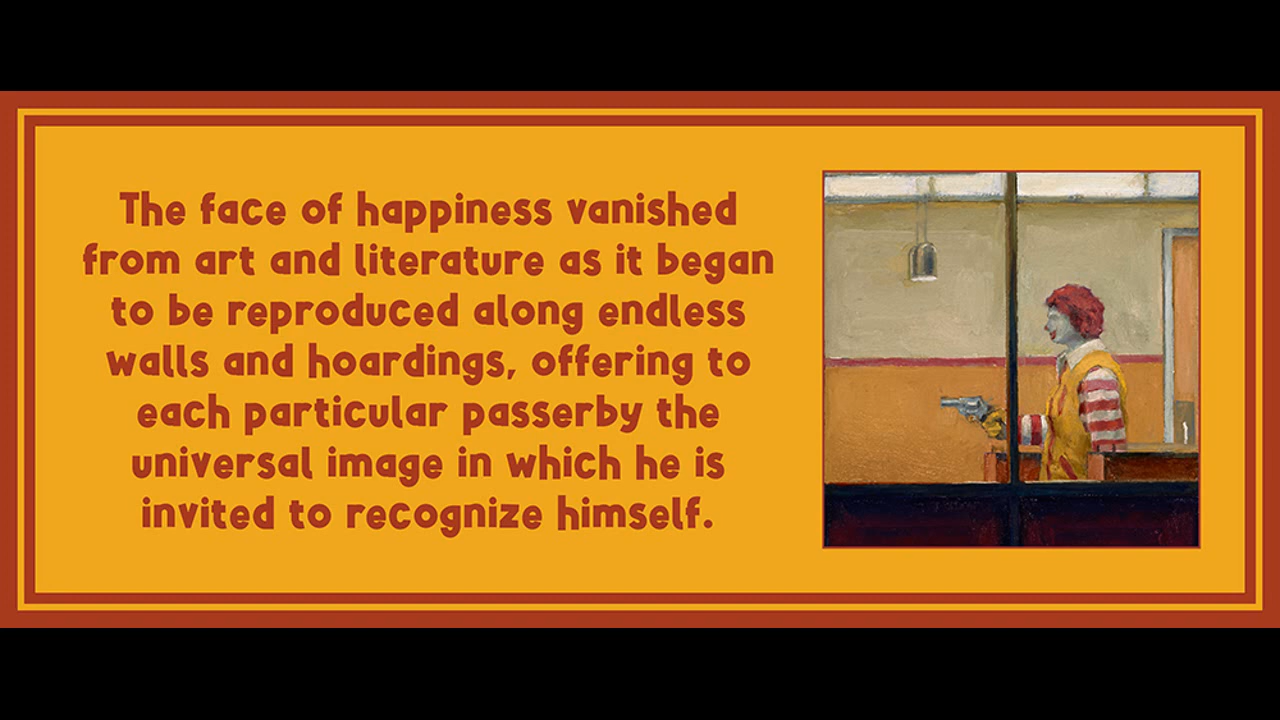 The face of happiness vanished
from art and literature as it began
to be reproduced along endless
walls and hoardings, offering to
each particular passerby the
universal image in which he is
invited to recognize himself.